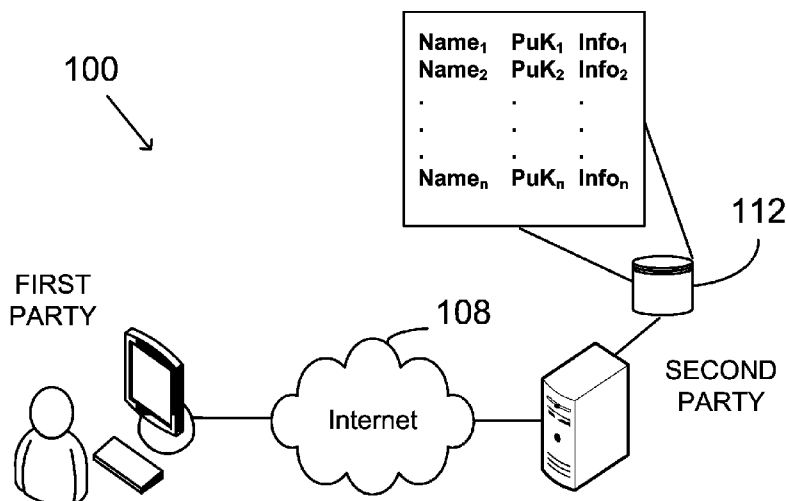 100
Name₁ PuK₁ Info₁
Name₂ PuK₂ Info₂
. . .
. . .
. . .
Nameₙ PuKₙ Infoₙ
112
FIRST
PARTY
108
Internet
SECOND
PARTY